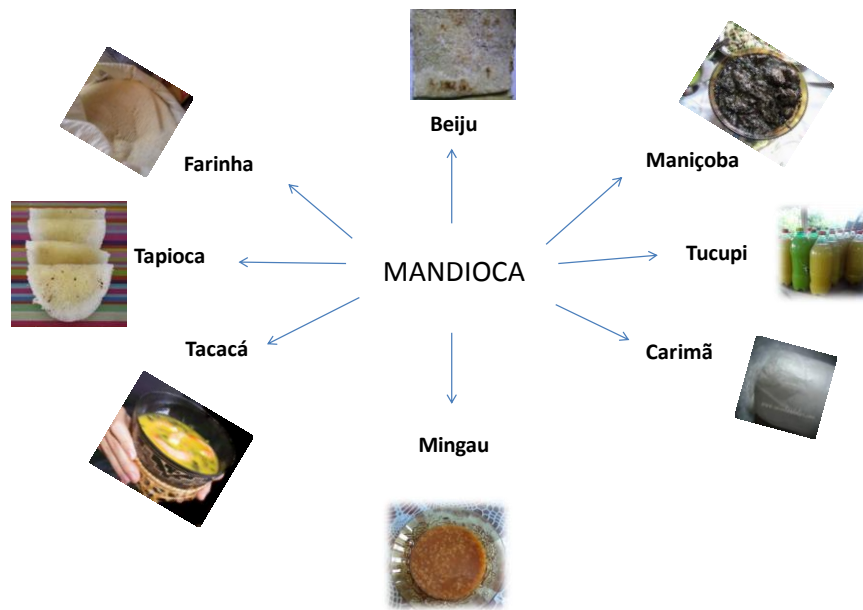 Beiju
Farinha
Maniçoba
Tapioca
MANDIOCA
Tucupi
Tacacá
Carimã
Mingau